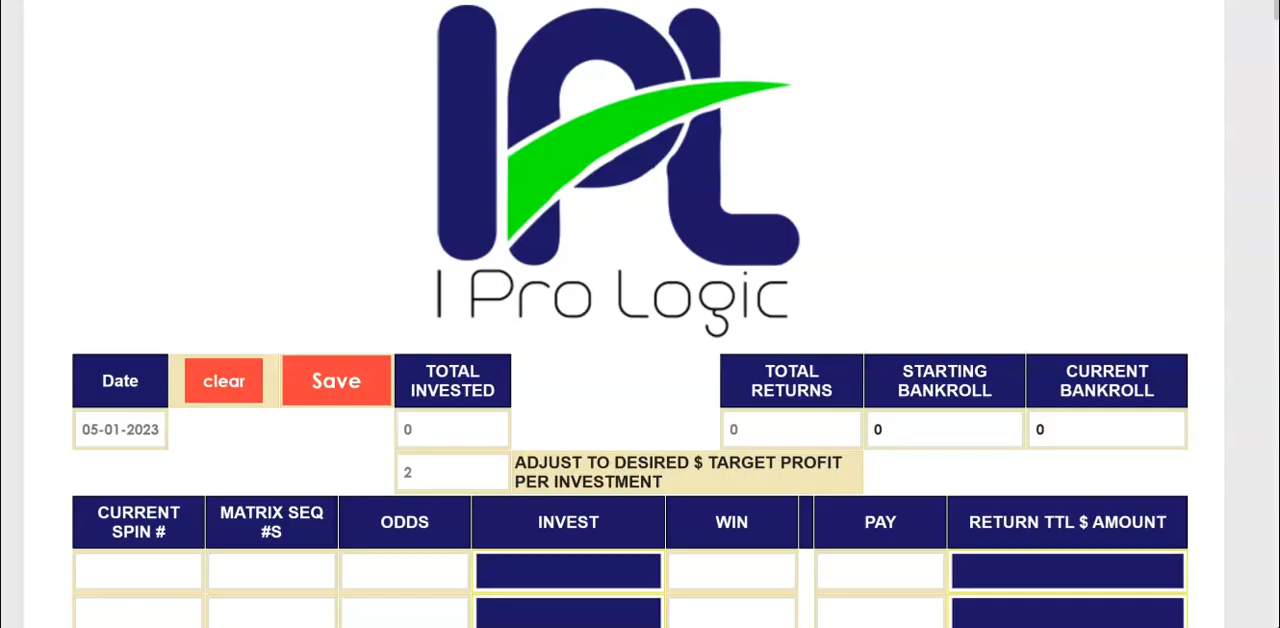 IPL
I Pro Logic
Date
clear
Save
TOTAL
INVESTED
TOTAL
RETURNS
STARTING
BANKROLL
CURRENT
BANKROLL
05-01-2023
0
0
0
0
2
ADJUST TO DESIRED $ TARGET PROFIT
PER INVESTMENT
CURRENT
SPIN #
MATRIX SEQ
#S
ODDS
INVEST
WIN
PAY
RETURN TTL $ AMOUNT